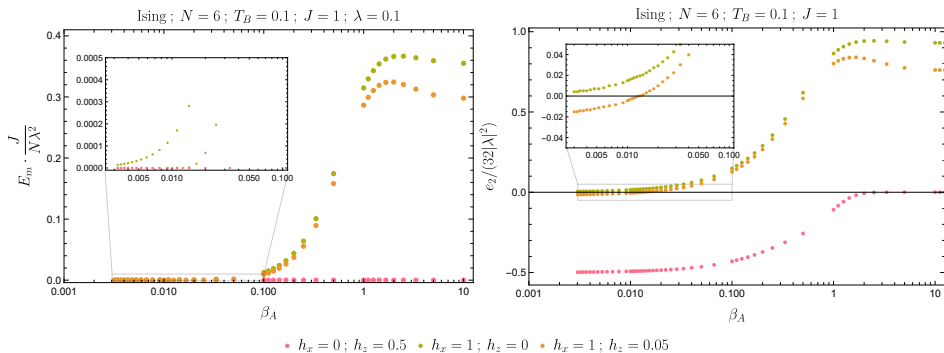 Ising ; N = 6 ; T_B = 0.1 ; J = 1 ; λ = 0.1
E_m · J/(Nλ²)
0.4
0.3
0.2
0.1
0.0
0.001 0.010 0.100 1 10
β_A
0.0005
0.0004
0.0003
0.0002
0.0001
0.0000
0.005 0.010 0.050 0.100
Ising ; N = 6 ; T_B = 0.1 ; J = 1
e_2/(32|λ|²)
1.0
0.5
0.0
-0.5
0.001 0.010 0.100 1 10
β_A
0.04
0.02
0.00
-0.02
-0.04
0.005 0.010 0.050 0.100
h_x = 0 ; h_z = 0.5 h_x = 1 ; h_z = 0 h_x = 1 ; h_z = 0.05